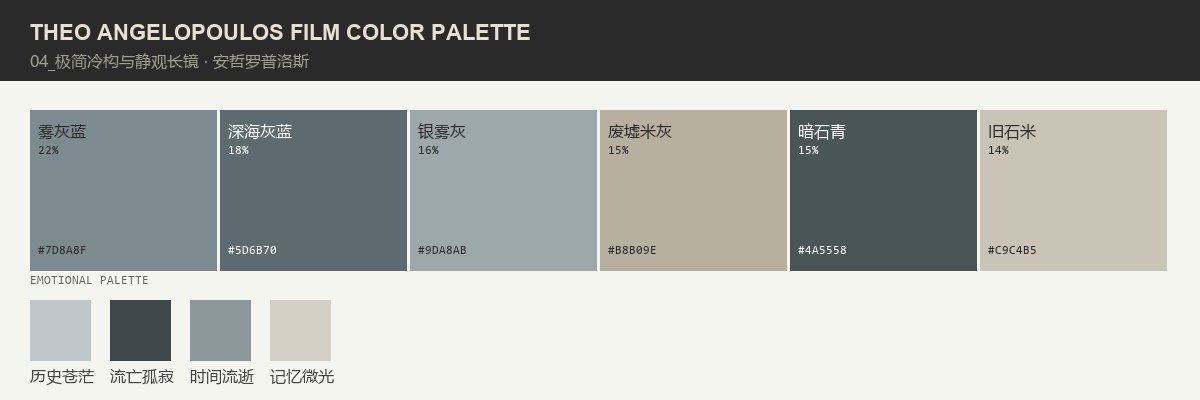 THEO ANGELOPOULOS FILM COLOR PALETTE
04_极简冷构与静观长镜 · 安哲罗普洛斯
雾灰蓝
22%
#7D8A8F
深海灰蓝
18%
#5D6B70
银雾灰
16%
#9DA8AB
废墟米灰
15%
#B8B09E
暗石青
15%
#4A5558
旧石米
14%
#C9C4B5
EMOTIONAL PALETTE
历史苍茫
流亡孤寂
时间流逝
记忆微光